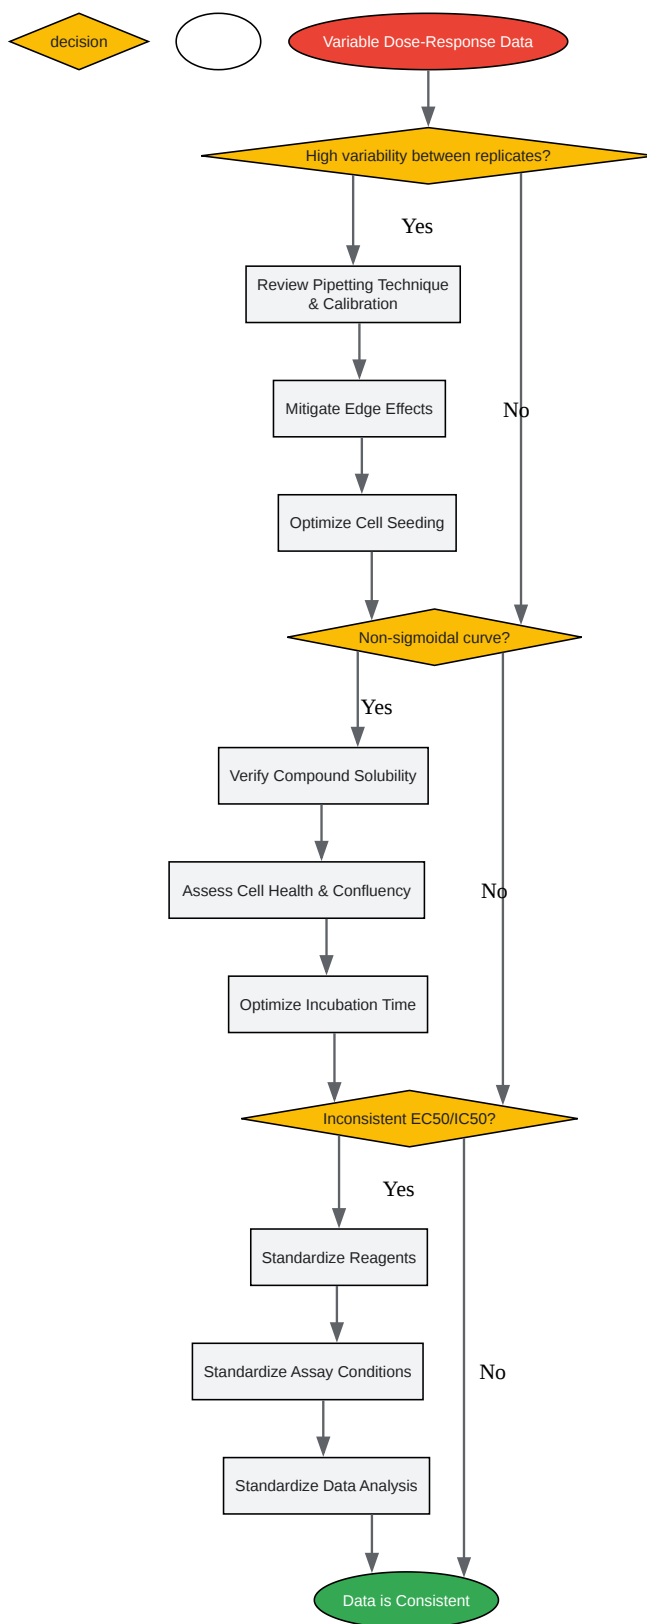 decision
Variable Dose-Response Data
High variability between replicates?
Yes
Review Pipetting Technique
& Calibration
Mitigate Edge Effects
No
Optimize Cell Seeding
Non-sigmoidal curve?
Yes
Verify Compound Solubility
Assess Cell Health & Confluency
No
Optimize Incubation Time
Inconsistent EC50/IC50?
Yes
Standardize Reagents
Standardize Assay Conditions
No
Standardize Data Analysis
Data is Consistent